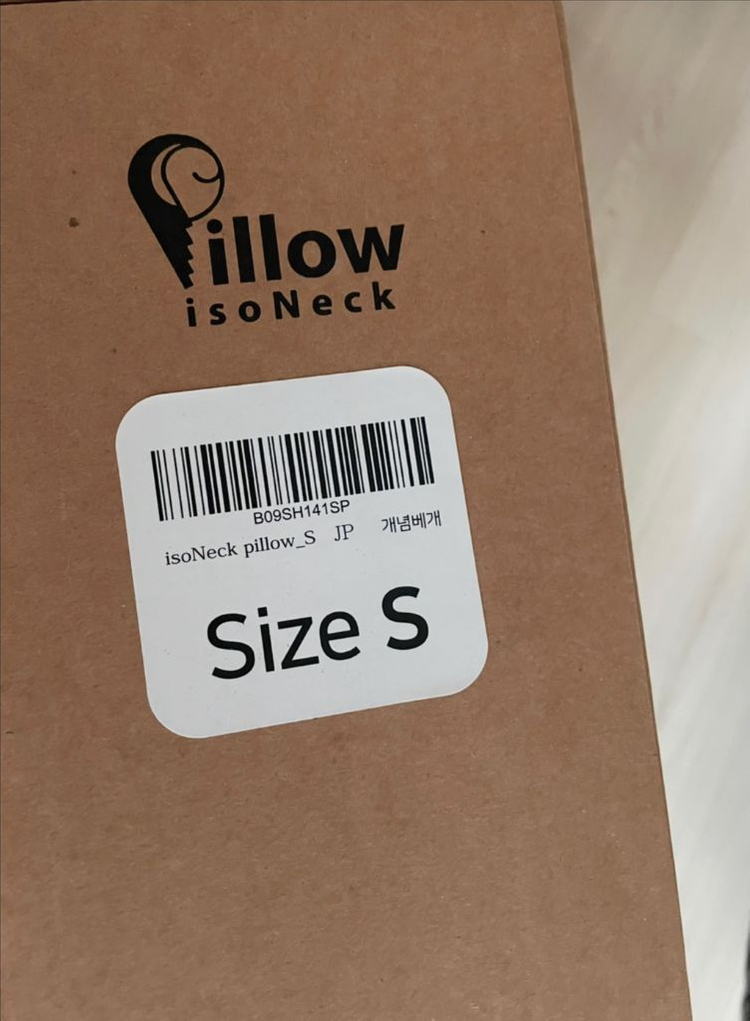 Pillow
isoNeck
B09SH141SP
isoNeck pillow_S JP 개념베개
Size S